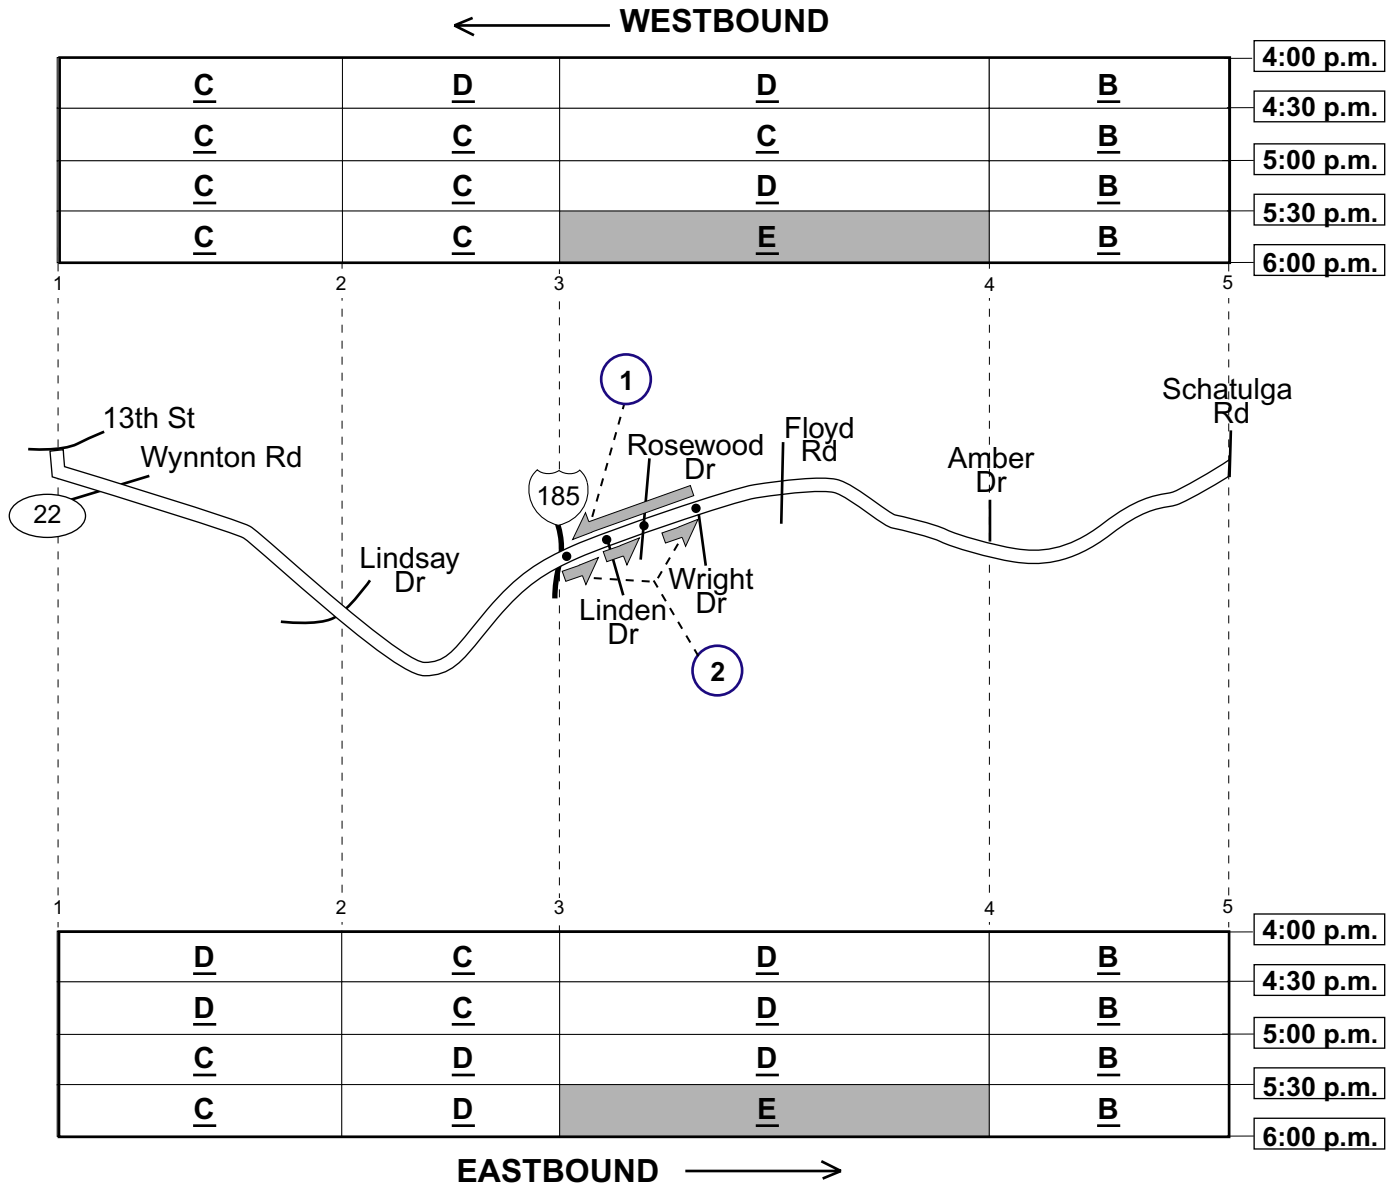 WESTBOUND
C D D B 4:00 p.m.
4:30 p.m.
C C C B
5:00 p.m.
C C D B
5:30 p.m.
C C E B
6:00 p.m.
1 2 3 4 5
1
13th St
Wynnton Rd
22
Lindsay
Dr
185
Rosewood
Dr
Floyd
Rd
Amber
Dr
Schatulga
Rd
Linden
Dr
Wright
Dr
2
1 2 3 4 5
4:00 p.m.
D C D B
4:30 p.m.
D C D B
5:00 p.m.
C D D B
5:30 p.m.
C D E B
6:00 p.m.
EASTBOUND